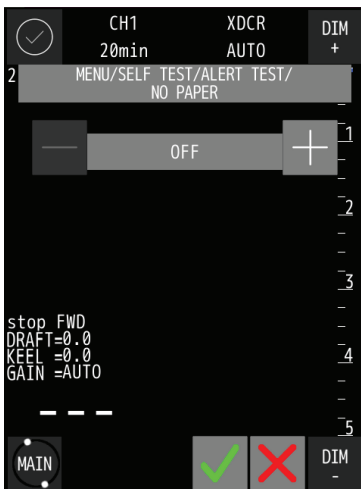 CH1 XDCR DIM
20min AUTO +
2 MENU/SELF TEST/ALERT TEST/
NO PAPER
1
− OFF +
2
3
stop FWD
DRAFT=0.0
KEEL =0.0
GAIN =AUTO
4
– – –
5
MAIN DIM
-